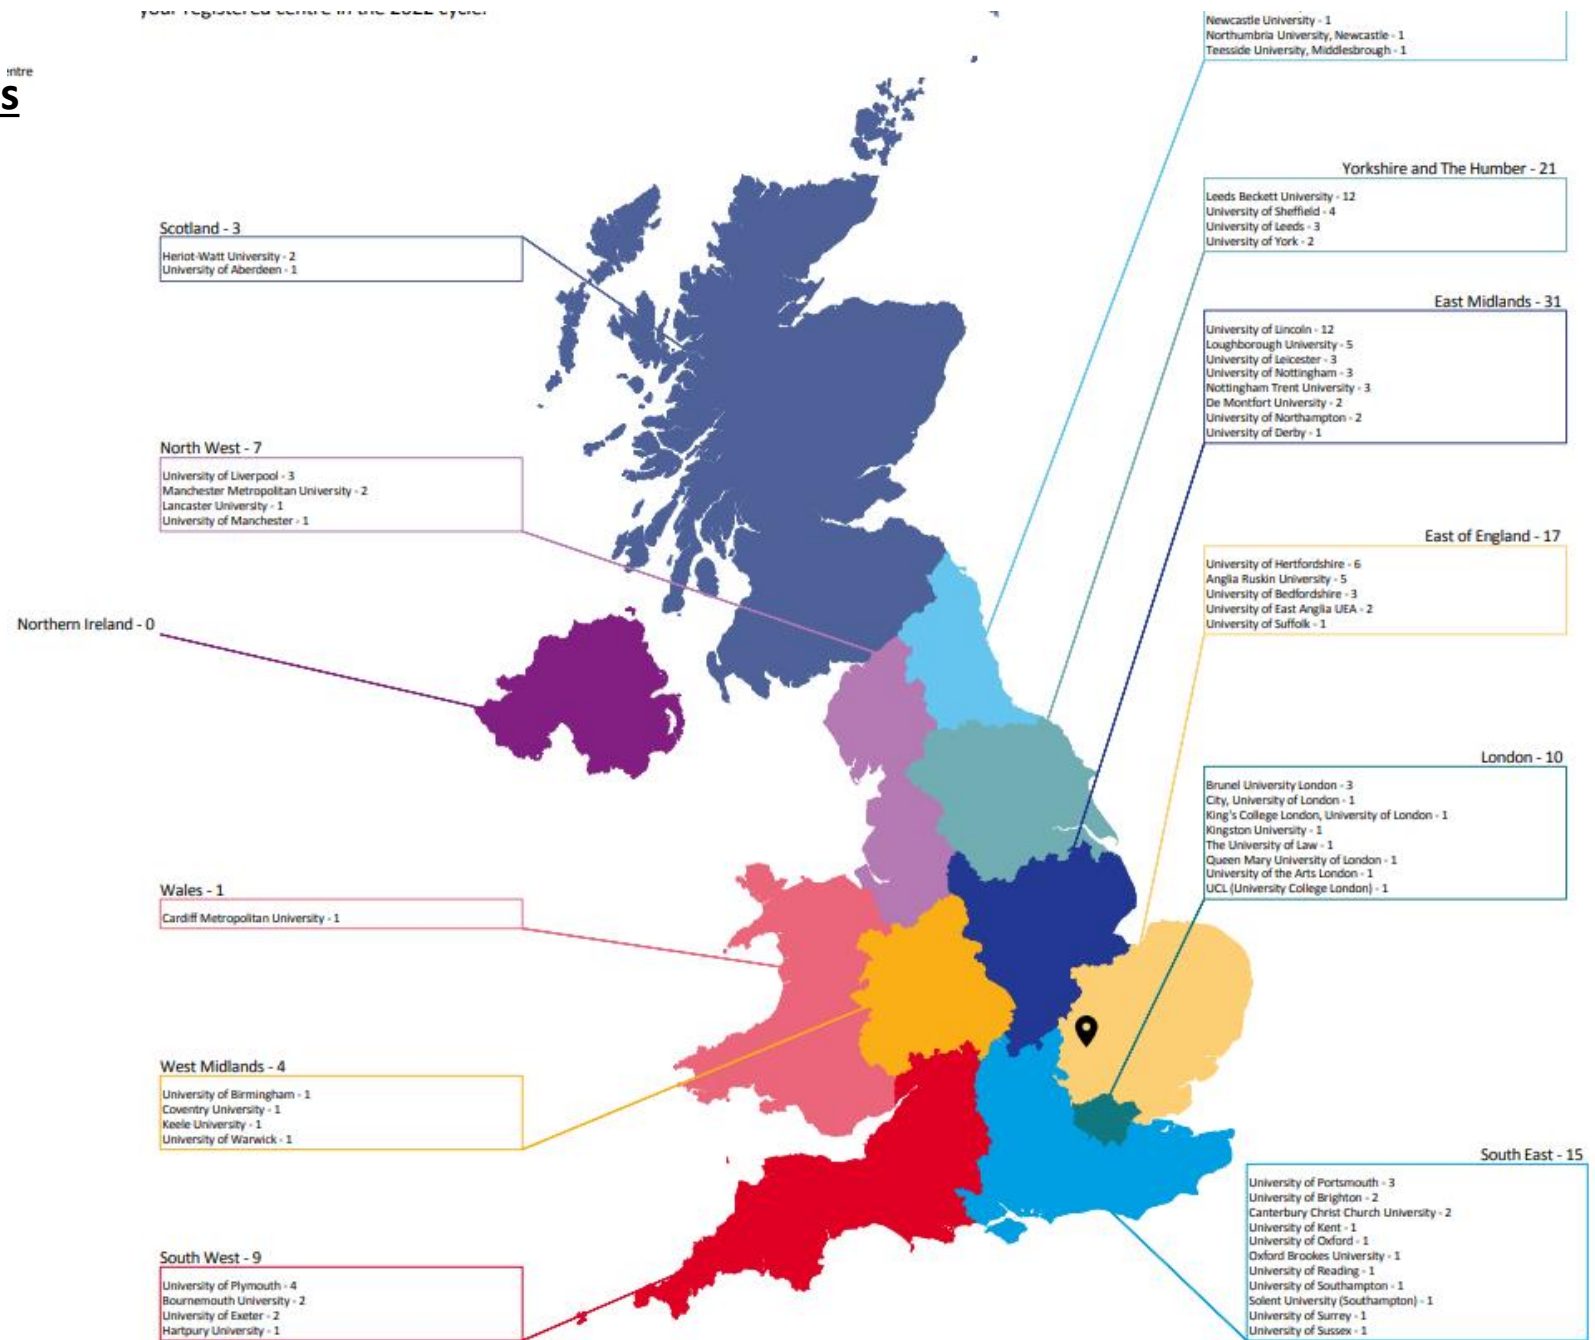 your registered centre in the 2022 cycle.
entre
s
Newcastle University - 1
Northumbria University, Newcastle - 1
Teesside University, Middlesbrough - 1
Yorkshire and The Humber - 21
Leeds Beckett University - 12
University of Sheffield - 4
University of Leeds - 3
University of York - 2
Scotland - 3
Heriot-Watt University - 2
University of Aberdeen - 1
East Midlands - 31
University of Lincoln - 12
Loughborough University - 5
University of Leicester - 3
University of Nottingham - 3
Nottingham Trent University - 3
De Montfort University - 2
University of Northampton - 2
University of Derby - 1
North West - 7
University of Liverpool - 3
Manchester Metropolitan University - 2
Lancaster University - 1
University of Manchester - 1
East of England - 17
University of Hertfordshire - 6
Anglia Ruskin University - 5
University of Bedfordshire - 3
University of East Anglia UEA - 2
University of Suffolk - 1
Northern Ireland - 0
London - 10
Brunel University London - 3
City, University of London - 1
King's College London, University of London - 1
Kingston University - 1
The University of Law - 1
Queen Mary University of London - 1
University of the Arts London - 1
UCL (University College London) - 1
Wales - 1
Cardiff Metropolitan University - 1
West Midlands - 4
University of Birmingham - 1
Coventry University - 1
Keele University - 1
University of Warwick - 1
South East - 15
University of Portsmouth - 3
University of Brighton - 2
Canterbury Christ Church University - 2
University of Kent - 1
University of Oxford - 1
Oxford Brookes University - 1
University of Reading - 1
University of Southampton - 1
Solent University (Southampton) - 1
University of Surrey - 1
University of Sussex - 1
South West - 9
University of Plymouth - 4
Bournemouth University - 2
University of Exeter - 2
Hartpury University - 1